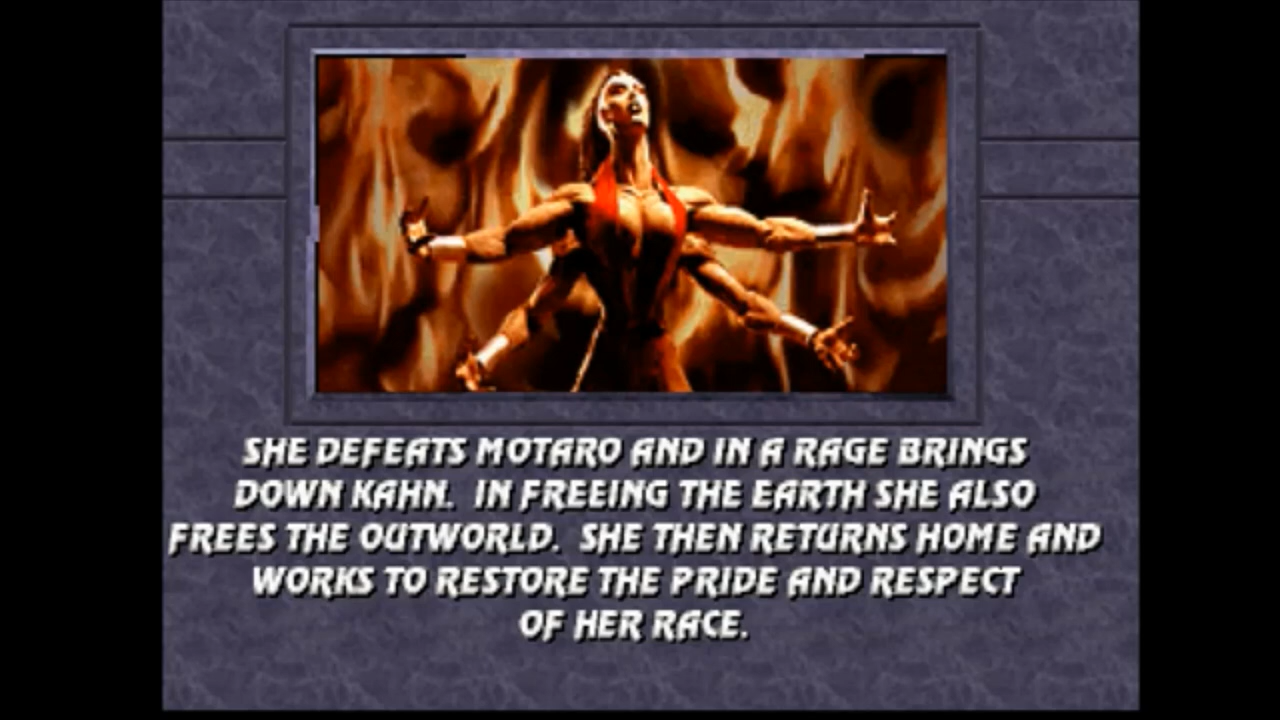 SHE DEFEATS MOTARO AND IN A RAGE BRINGS
DOWN KAHN. IN FREEING THE EARTH SHE ALSO
FREES THE OUTWORLD. SHE THEN RETURNS HOME AND
WORKS TO RESTORE THE PRIDE AND RESPECT
OF HER RACE.